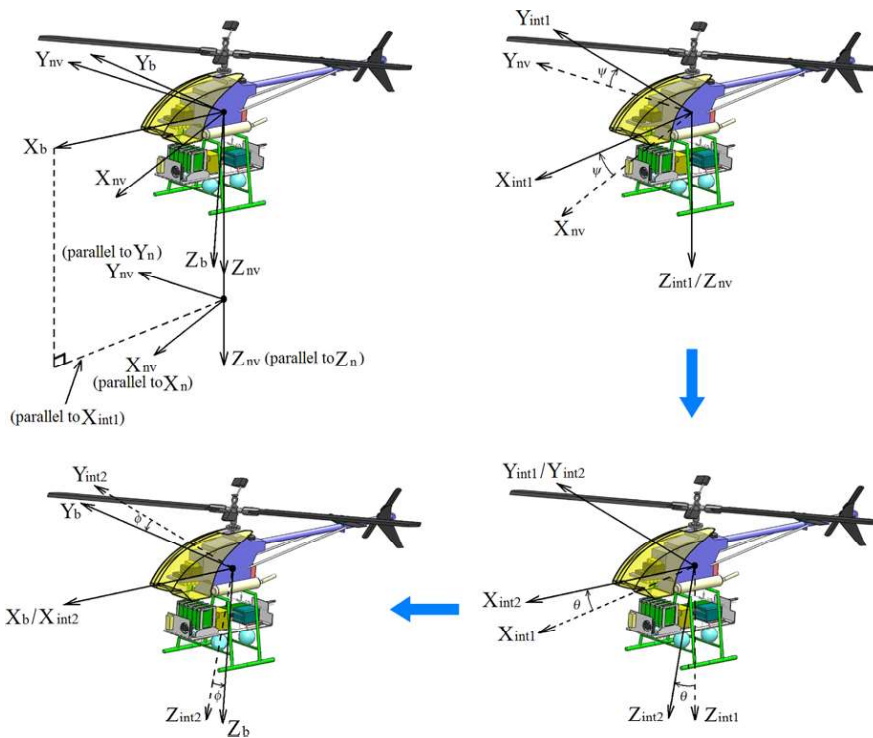 Ynv
Yb
Xb
Xnv
Zb
Znv
(parallel to Yn)
Ynv
Xnv
(parallel to Xn)
Znv (parallel to Zn)
(parallel to Xint1)
Yint1
Ynv
ψ
Xint1
ψ
Xnv
Zint1/Znv
Yint2
Yb
ϕ
Xb/Xint2
ϕ
Zint2
Zb
Yint1/Yint2
Xint2
θ
Xint1
θ
Zint2
Zint1